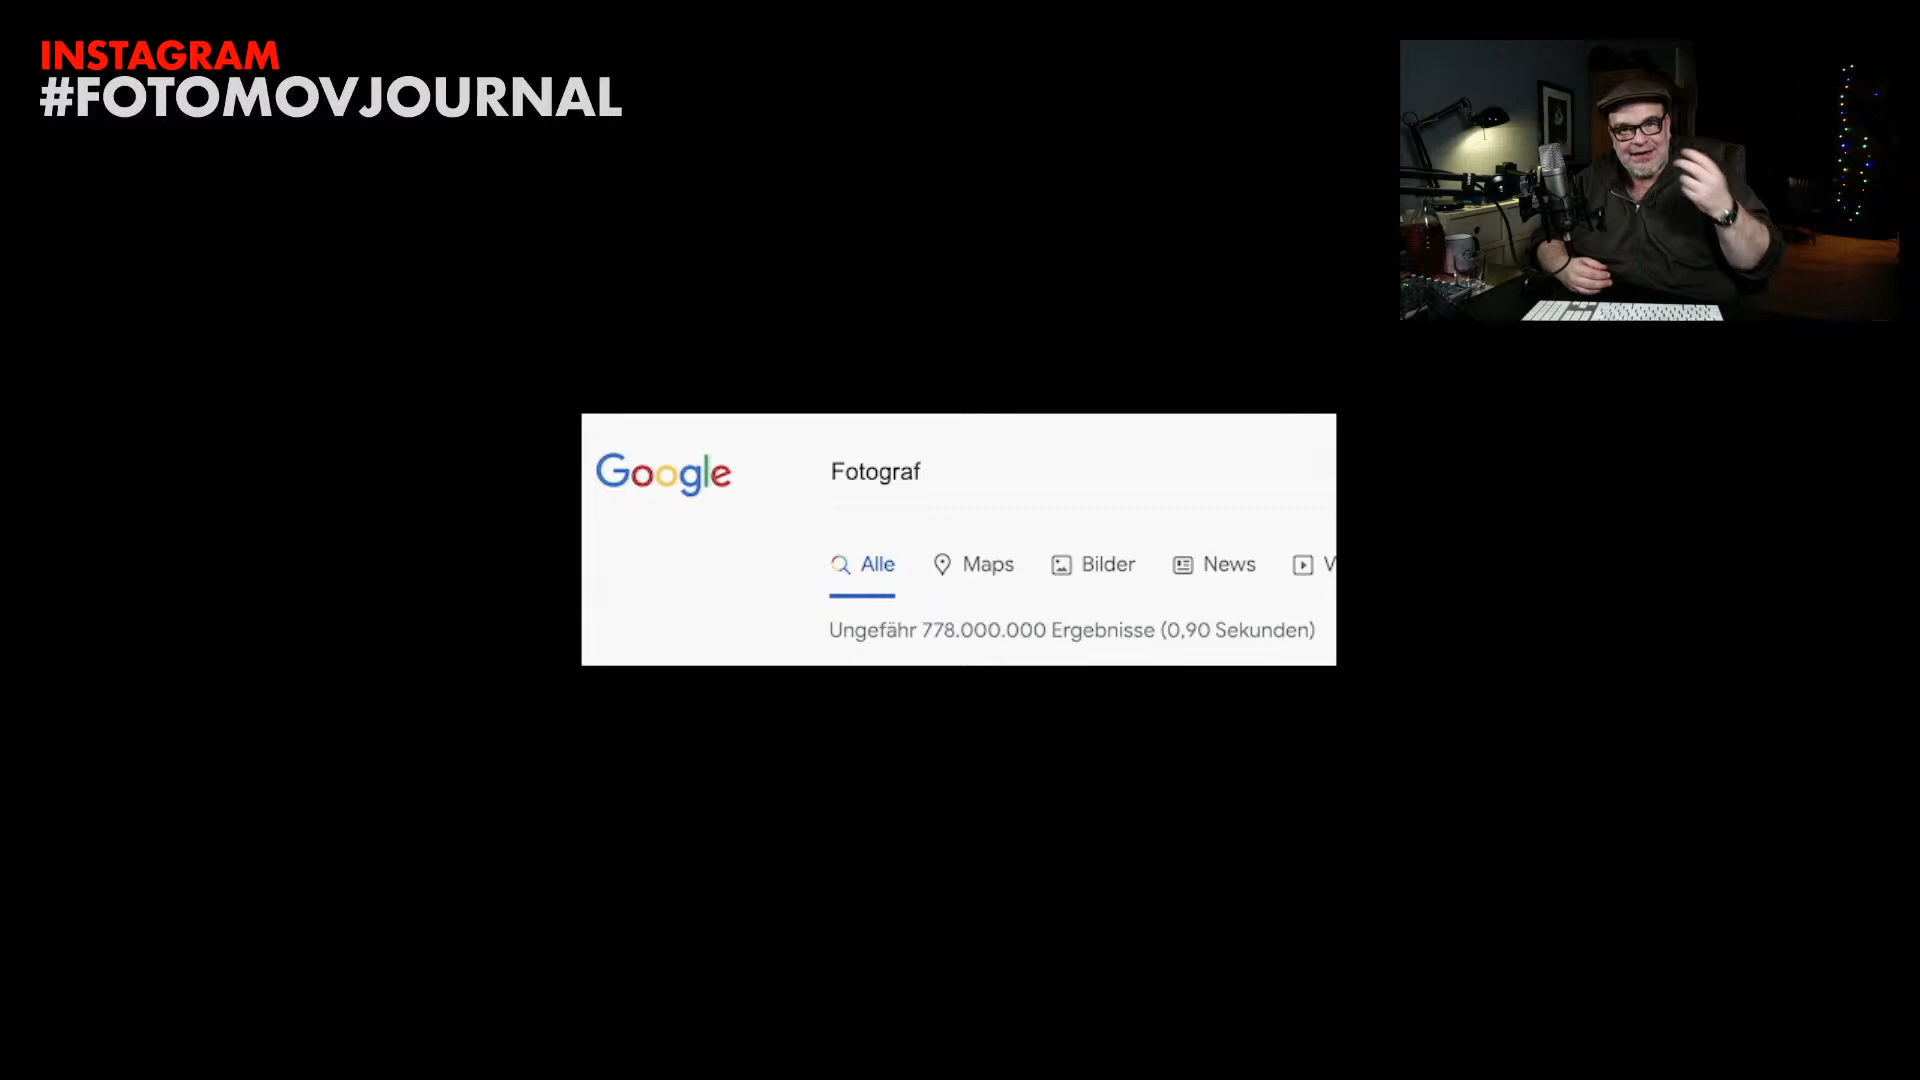 INSTAGRAM
#FOTOMOVJOURNAL
Google
Fotograf
Alle Maps Bilder News V
Ungefähr 778.000.000 Ergebnisse (0,90 Sekunden)